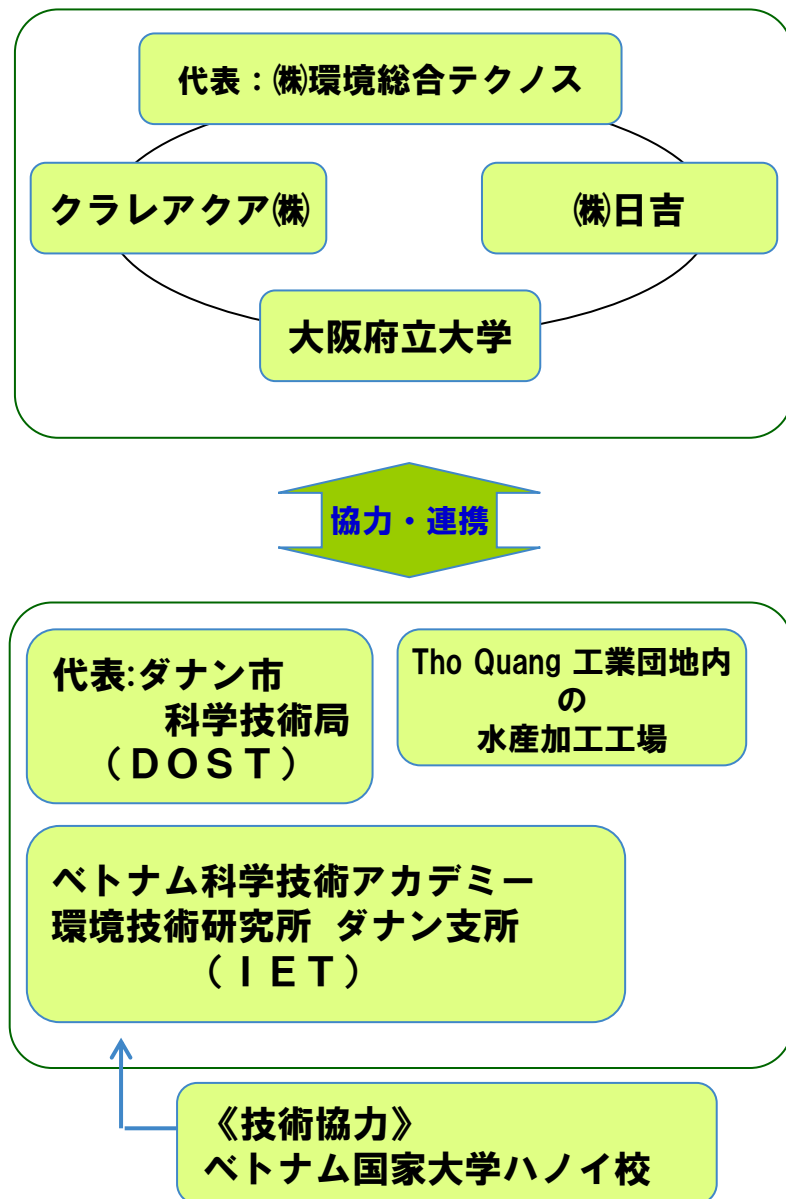 代表：㈱環境総合テクノス
クラレアクア㈱
㈱日吉
大阪府立大学
協力・連携
代表:ダナン市
科学技術局
（ＤＯＳＴ）
Tho Quang 工業団地内
の
水産加工工場
ベトナム科学技術アカデミー
環境技術研究所 ダナン支所
（ＩＥＴ）
《技術協力》
ベトナム国家大学ハノイ校